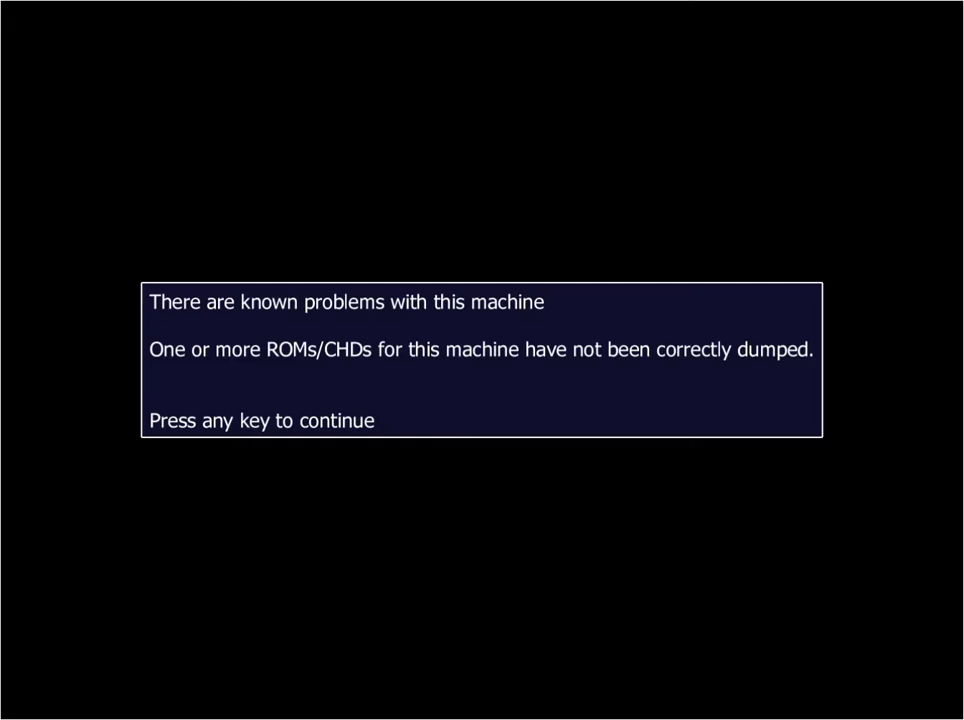 There are known problems with this machine
One or more ROMs/CHDs for this machine have not been correctly dumped.
Press any key to continue